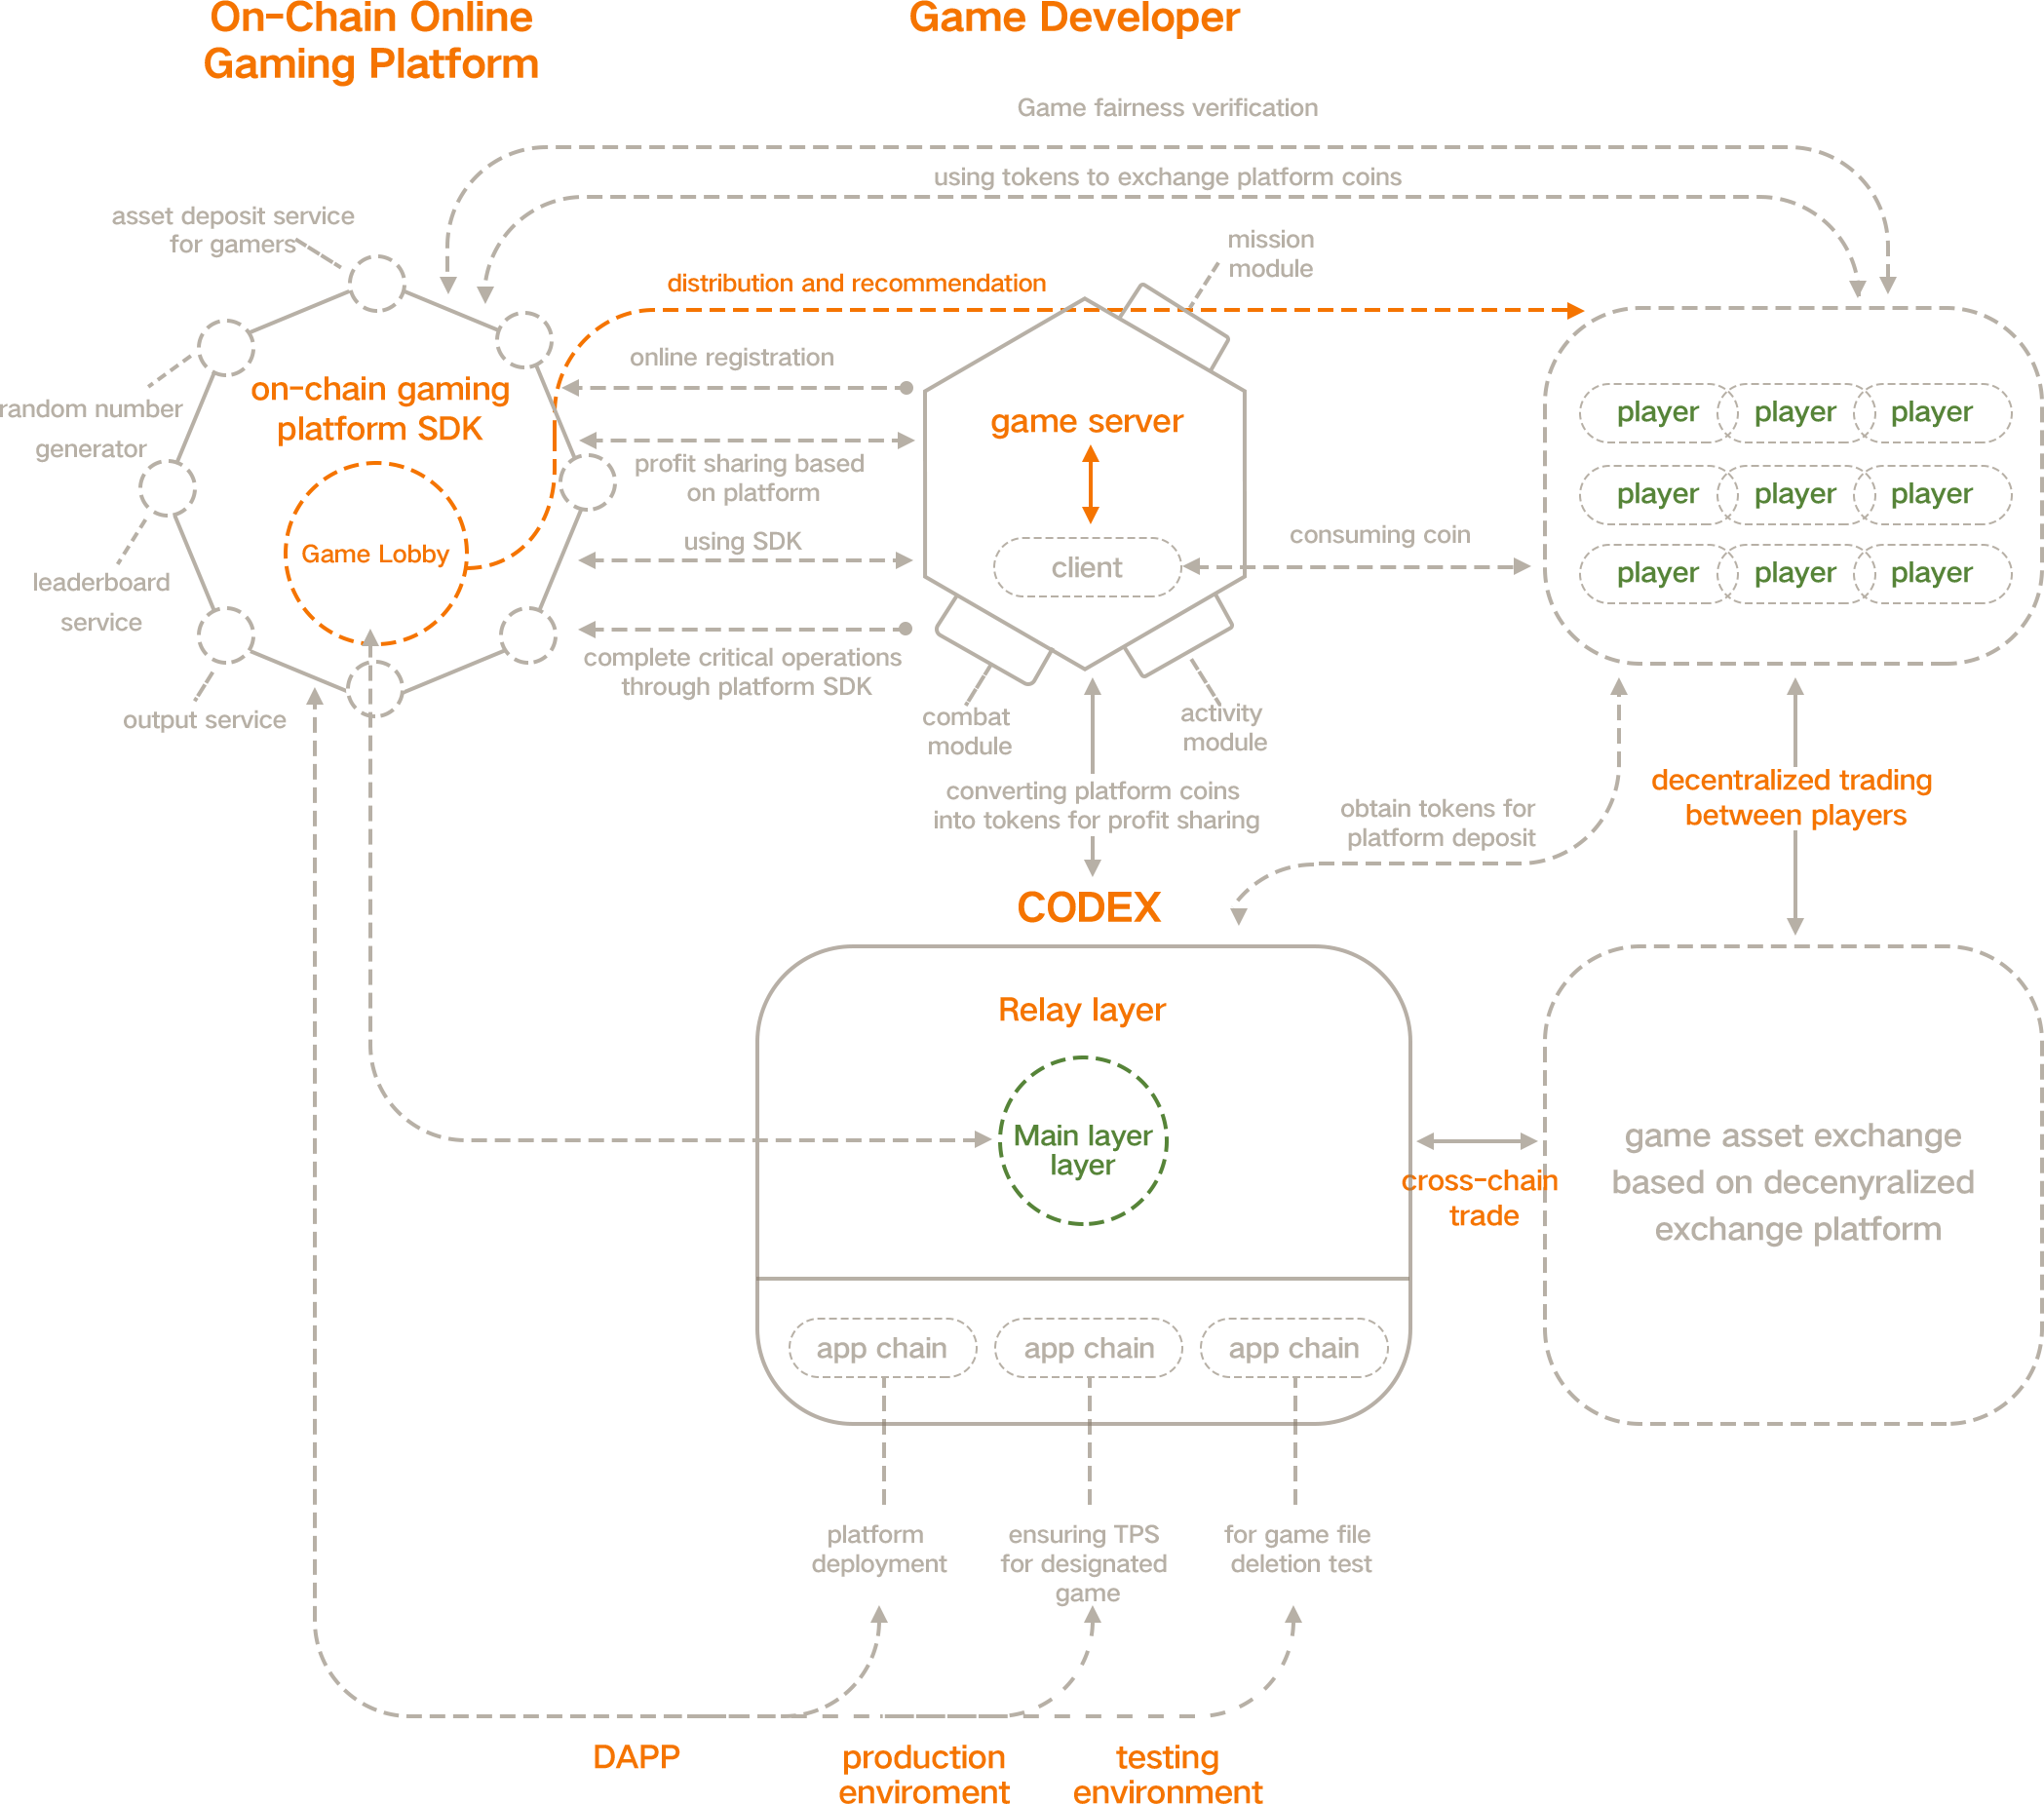 On-Chain Online
Gaming Platform
Game Developer
Game fairness verification
using tokens to exchange platform coins
asset deposit service
for gamers
mission
module
distribution and recommendation
online registration
on-chain gaming
platform SDK
random number
generator
game server
player player player
profit sharing based
on platform
player player player
using SDK
consuming coin
Game Lobby
client
player player player
leaderboard
service
complete critical operations
through platform SDK
output service
combat
module
activity
module
converting platform coins
into tokens for profit sharing
obtain tokens for
platform deposit
decentralized trading
between players
CODEX
Relay layer
Main layer
layer
cross-chain
trade
game asset exchange
based on decenyralized
exchange platform
app chain app chain app chain
platform
deployment
ensuring TPS
for designated
game
for game file
deletion test
DAPP
production
enviroment
testing
environment